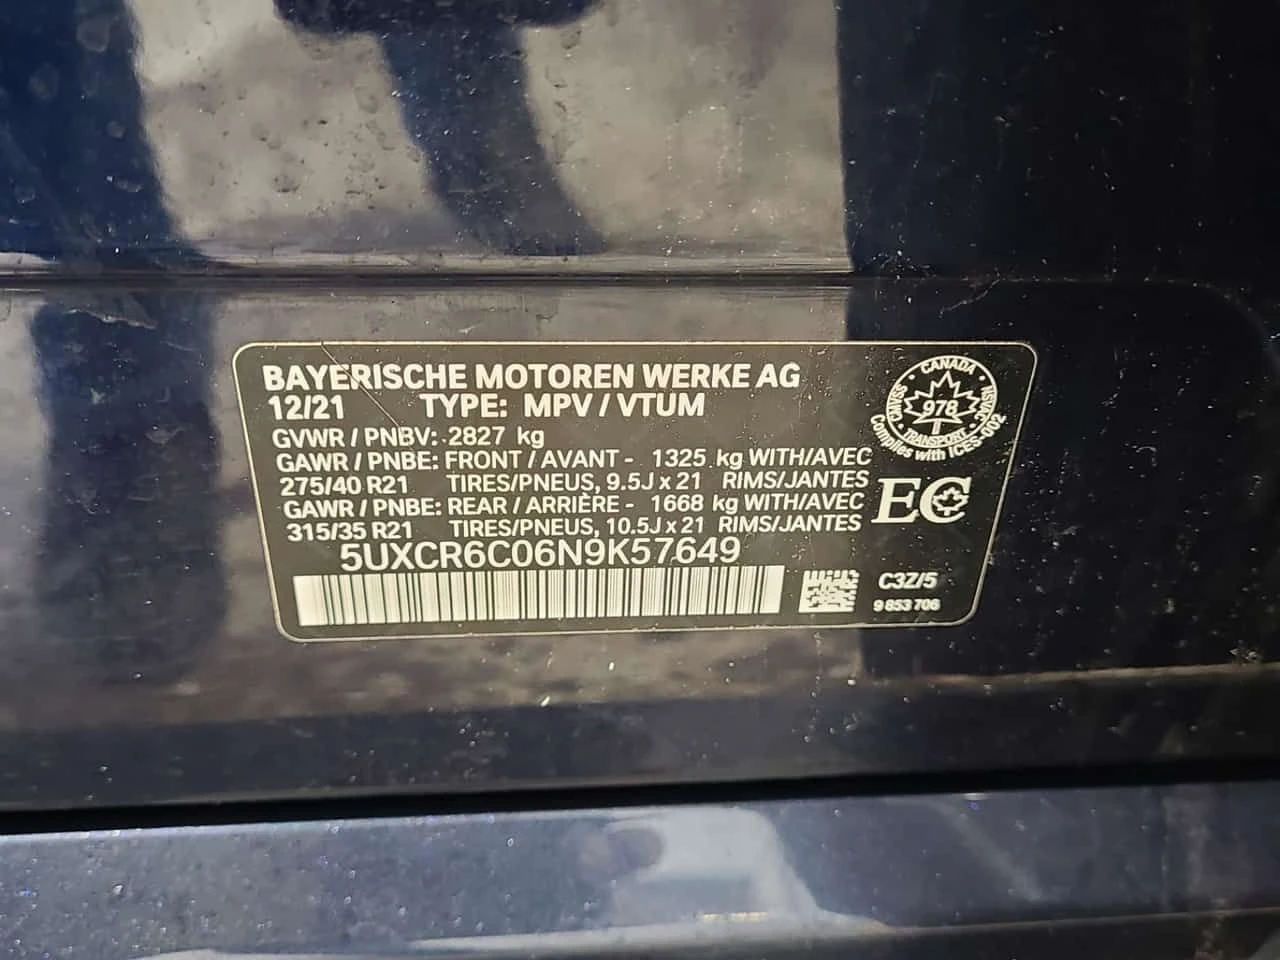 BAYERISCHE MOTOREN WERKE AG
12/21 TYPE: MPV / VTUM
GVWR / PNBV: 2827 kg
GAWR / PNBE: FRONT / AVANT - 1325 kg WITH/AVEC
275/40 R21 TIRES/PNEUS, 9.5J x 21 RIMS/JANTES
GAWR / PNBE: REAR / ARRIÈRE - 1668 kg WITH/AVEC
315/35 R21 TIRES/PNEUS, 10.5J x 21 RIMS/JANTES
5UXCR6C06N9K57649
CANADA
978
TRANSPORT
NSVAC
NVMSS
Complies with ICES-002
EC
C3Z/5
9 853 706